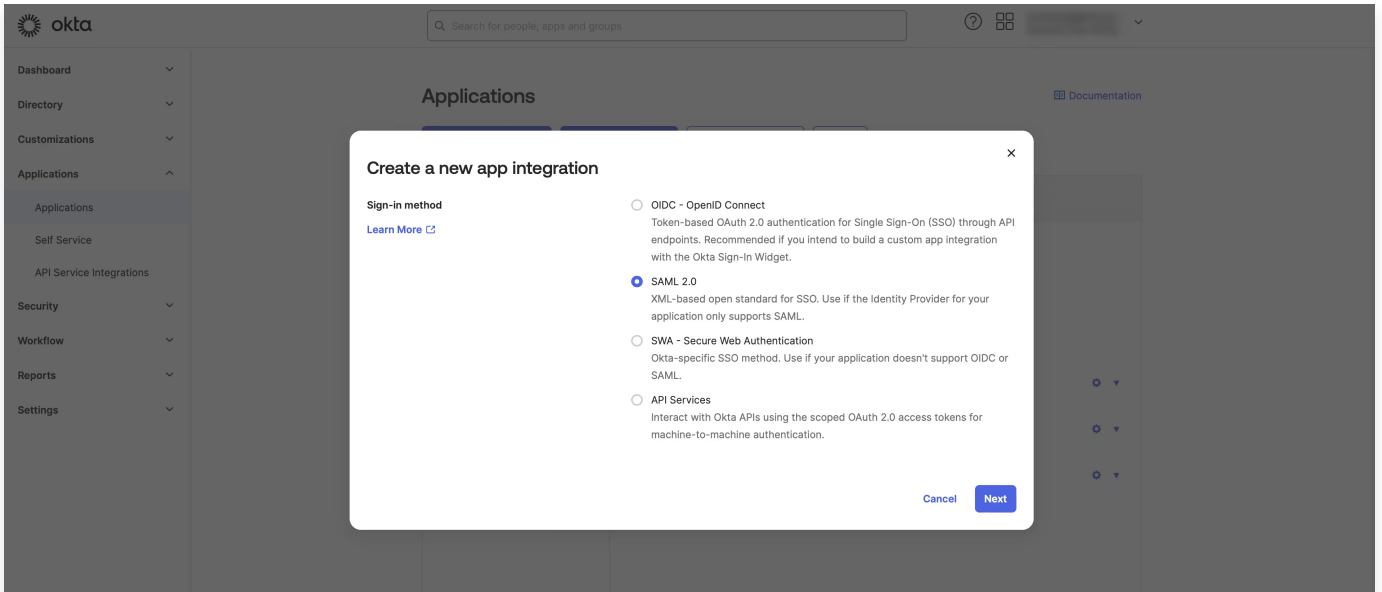 okta
Search for people, apps and groups
Dashboard
Directory
Customizations
Applications
Applications
Self Service
API Service Integrations
Security
Workflow
Reports
Settings
Applications
Documentation
Create a new app integration
Sign-in method
Learn More
OIDC - OpenID Connect
Token-based OAuth 2.0 authentication for Single Sign-On (SSO) through API
endpoints. Recommended if you intend to build a custom app integration
with the Okta Sign-In Widget.
SAML 2.0
XML-based open standard for SSO. Use if the Identity Provider for your
application only supports SAML.
SWA - Secure Web Authentication
Okta-specific SSO method. Use if your application doesn't support OIDC or
SAML.
API Services
Interact with Okta APIs using the scoped OAuth 2.0 access tokens for
machine-to-machine authentication.
Cancel
Next